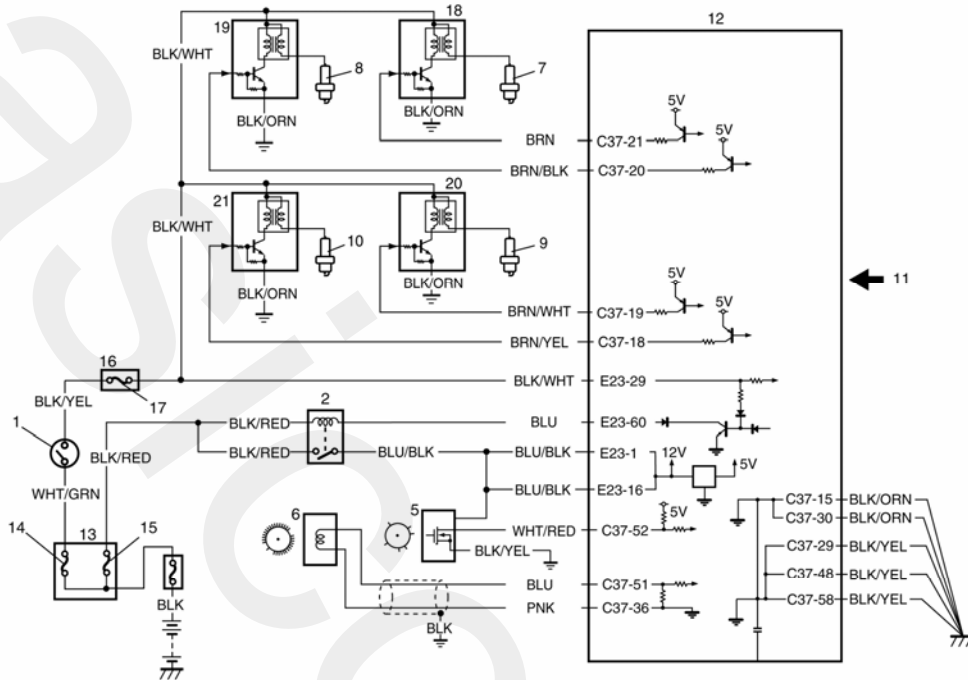 19 18 12
BLK/WHT
8 7
5V
BLK/ORN BLK/ORN
BRN C37-21 5V
BRN/BLK C37-20
21 20
BLK/WHT
10 9
BLK/ORN BLK/ORN
11
5V
BRN/WHT C37-19 5V
BRN/YEL C37-18
16
BLK/WHT E23-29
17
BLK/YEL
2
BLK/RED BLU E23-60
1
BLK/RED BLK/RED BLU/BLK BLU/BLK E23-1
12V 5V
WHT/GRN
BLU/BLK E23-16
C37-15 BLK/ORN
6 5 5V
C37-30 BLK/ORN
14 13 15
WHT/RED C37-52
C37-29 BLK/YEL
BLK/YEL
BLU C37-51
C37-48 BLK/YEL
BLK
PNK C37-36
C37-58 BLK/YEL
BLK